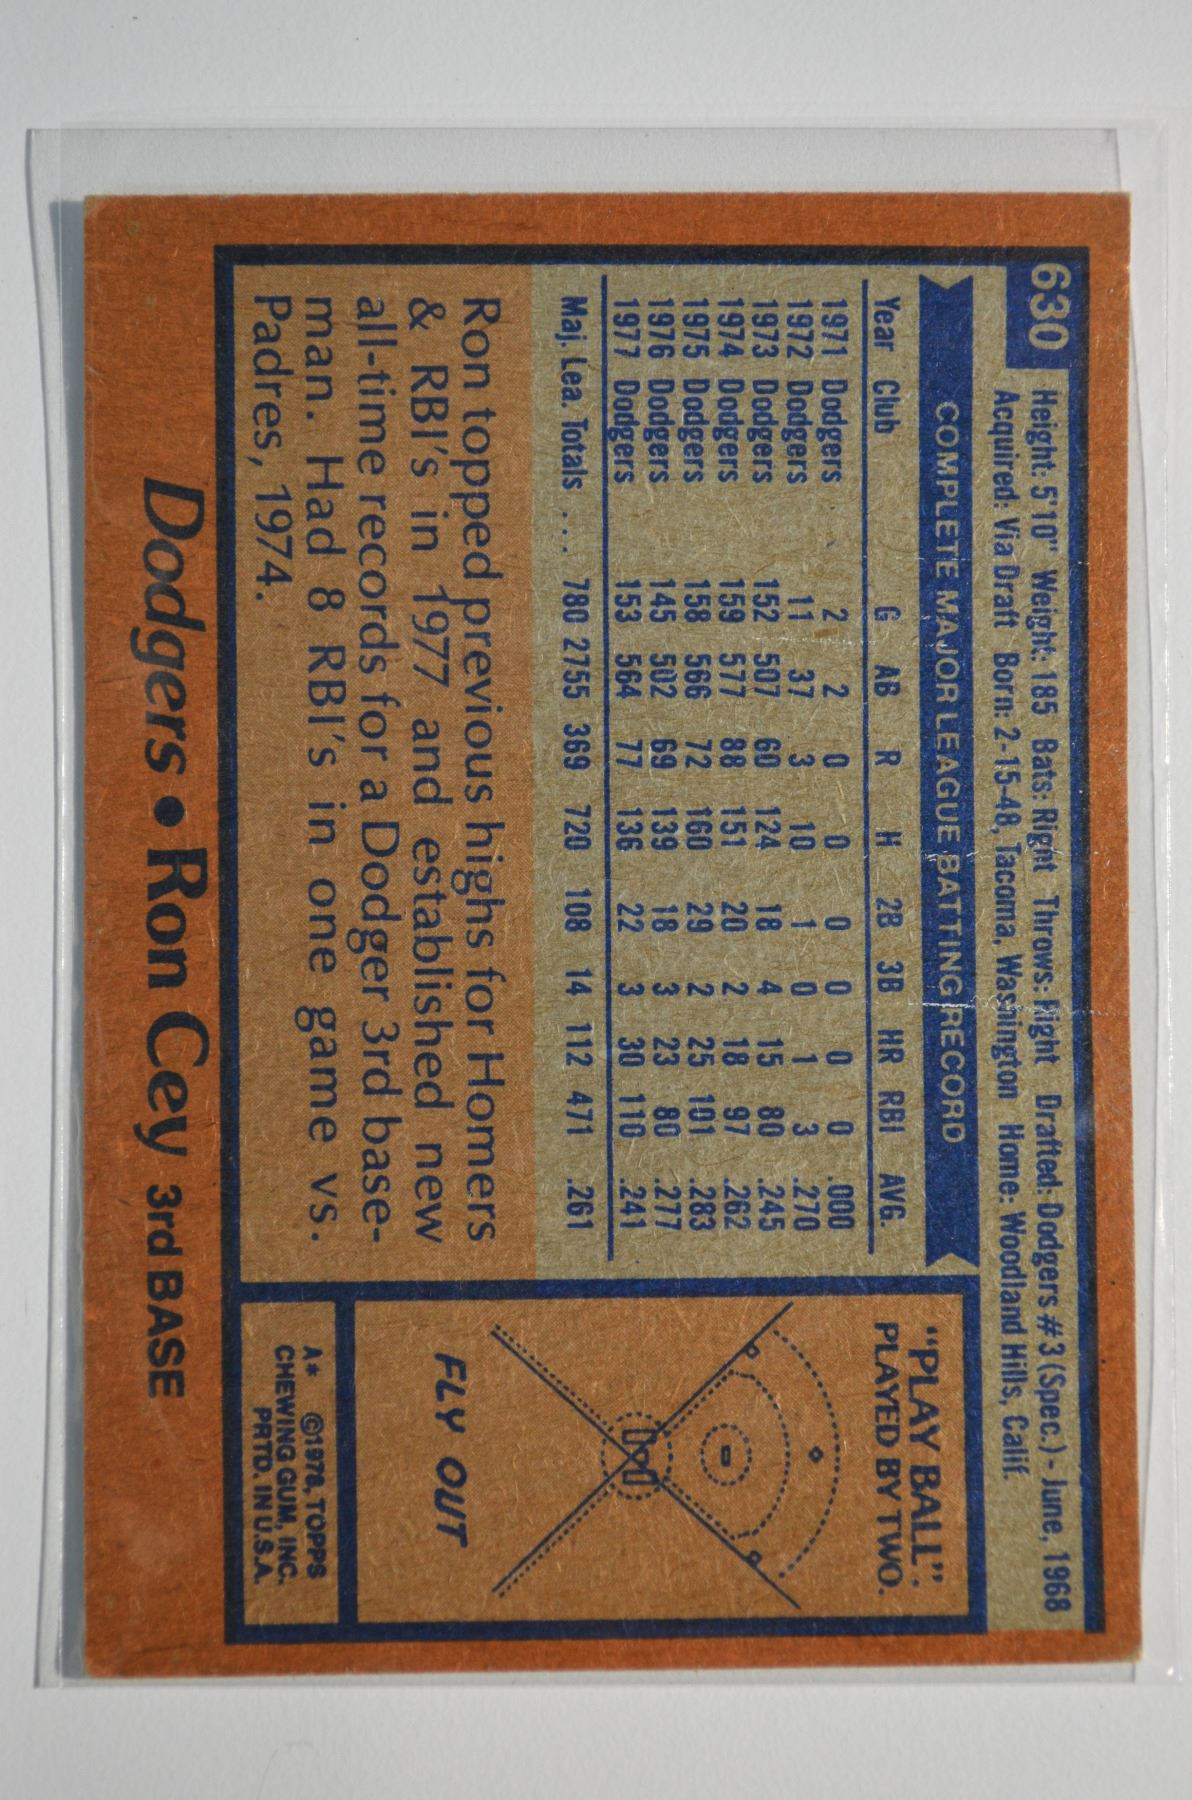 630
Height: 5'10" Weight: 185 Bats: Right Throws: Right Drafted: Dodgers #3 (Spec.) - June, 1968
Acquired: Via Draft Born: 2-15-48, Tacoma, Washington Home: Woodland Hills, Calif.
COMPLETE MAJOR LEAGUE BATTING RECORD
Year Club G AB R H 2B 3B HR RBI AVG.
1971 Dodgers 2 2 0 0 0 0 0 0 .000
1972 Dodgers 11 37 3 10 1 0 1 3 .270
1973 Dodgers 152 507 60 124 18 4 15 80 .245
1974 Dodgers 159 577 88 151 20 2 18 97 .262
1975 Dodgers 158 566 72 160 29 2 25 101 .283
1976 Dodgers 145 502 69 139 18 3 23 80 .277
1977 Dodgers 153 564 77 136 22 3 30 110 .241
Maj. Lea. Totals ... 780 2755 369 720 108 14 112 471 .261
Ron topped previous highs for Homers
& RBI's in 1977 and established new
all-time records for a Dodger 3rd base-
man. Had 8 RBI's in one game vs.
Padres, 1974.
"PLAY BALL".
PLAYED BY TWO.
FLY OUT
A* ©1978, TOPPS
CHEWING GUM, INC.
PRTD. IN U.S.A.
Dodgers • Ron Cey 3rd BASE